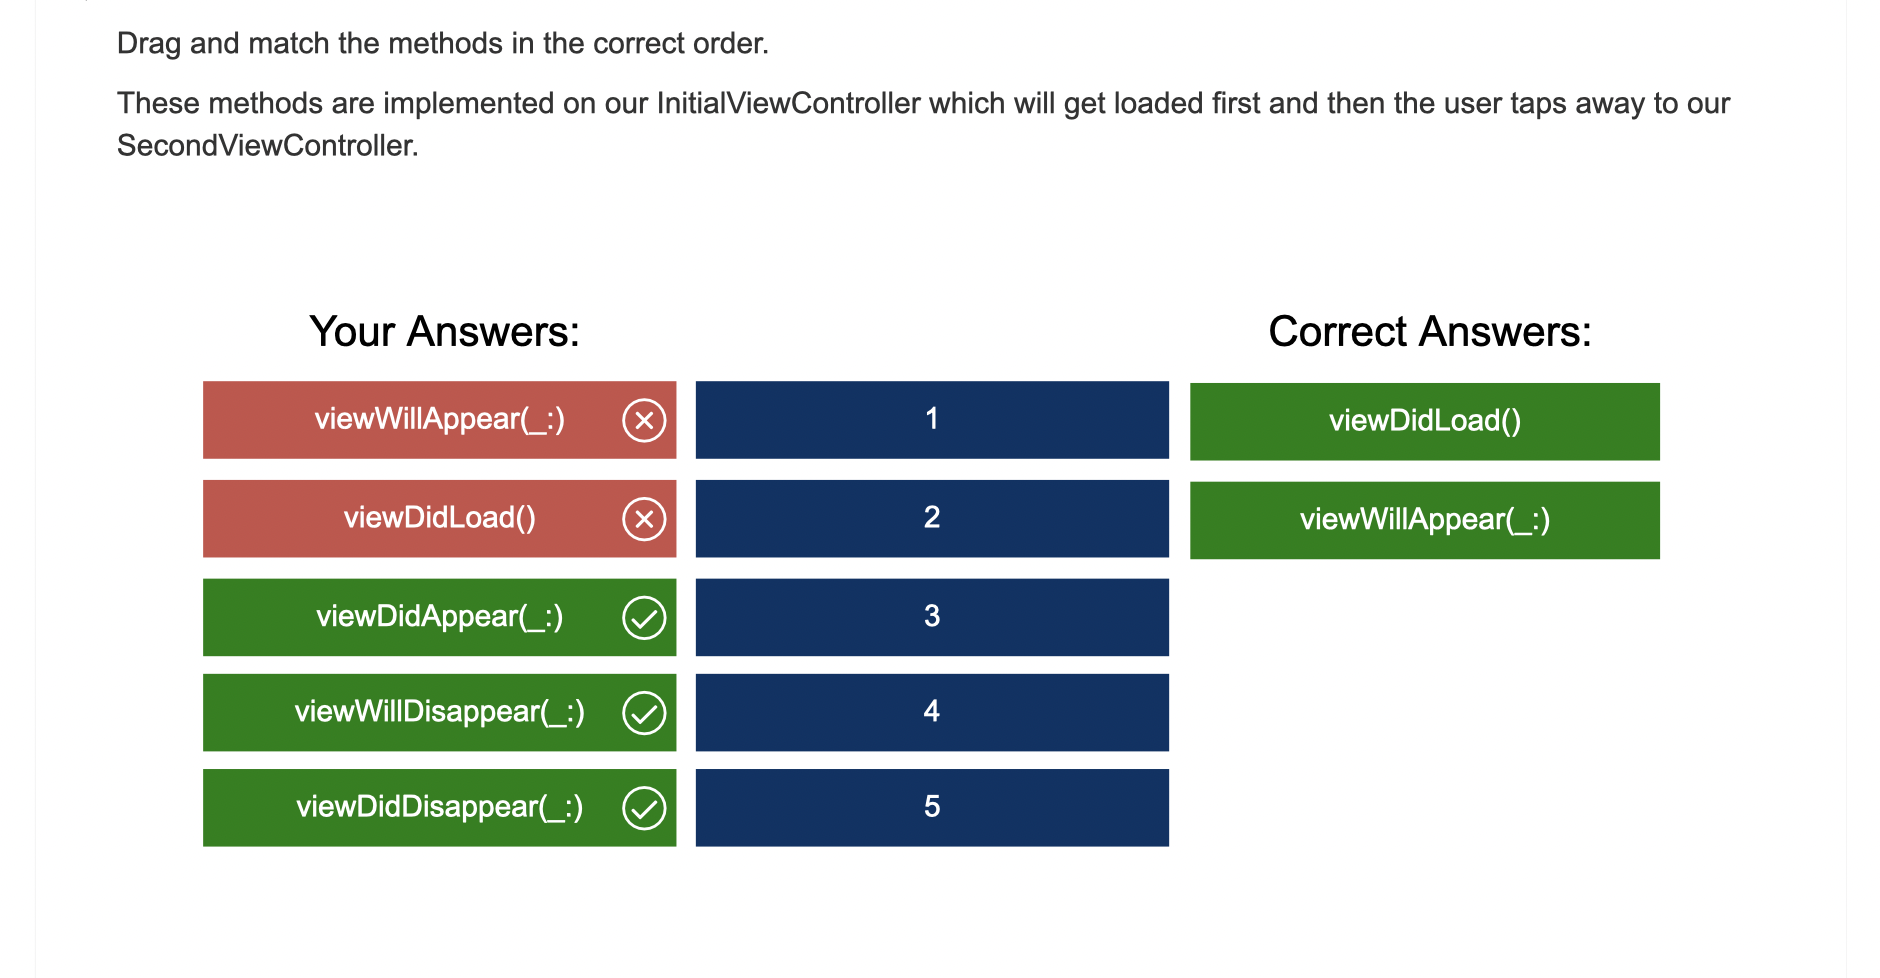 Drag and match the methods in the correct order.
These methods are implemented on our InitialViewController which will get loaded first and then the user taps away to our
SecondViewController.
Your Answers:
Correct Answers:
viewWillAppear(_:)
1
viewDidLoad()
viewDidLoad()
2
viewWillAppear(_:)
viewDidAppear(_:)
3
viewWillDisappear(_:)
4
viewDidDisappear(_:)
5